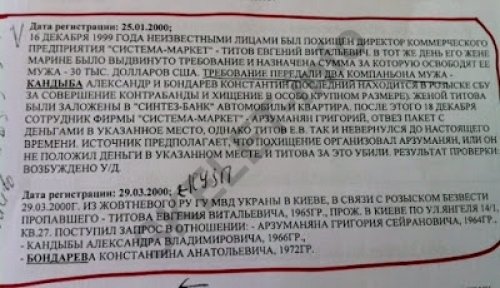 Дата регистрации: 25.01.2000;
16 ДЕКАБРЯ 1999 ГОДА НЕИЗВЕСТНЫМИ ЛИЦАМИ БЫЛ ПОХИЩЕН ДИРЕКТОР КОММЕРЧЕСКОГО
ПРЕДПРИЯТИЯ "СИСТЕМА-МАРКЕТ" - ТИТОВ ЕВГЕНИЙ ВИТАЛЬЕВИЧ. В ТОТ ЖЕ ДЕНЬ ЕГО ЖЕНЕ
МАРИНЕ БЫЛО ВЫДВИНУТО ТРЕБОВАНИЕ И НАЗНАЧЕНА СУММА ЗА КОТОРУЮ ОСВОБОДЯТ ЕЕ
МУЖА - 30 ТЫС. ДОЛЛАРОВ США. ТРЕБОВАНИЕ ПЕРЕДАЛИ ДВА КОМПАНЬОНА МУЖА -
КАНДЫБА АЛЕКСАНДР И БОНДАРЕВ КОНСТАНТИН (ПОСЛЕДНИЙ НАХОДИТСЯ В РОЗЫСКЕ СБУ
ЗА СОВЕРШЕНИЕ КОНТРАБАНДЫ И ХИЩЕНИЕ В ОСОБО КРУПНОМ РАЗМЕРЕ). ЖЕНОЙ ТИТОВА
БЫЛИ ЗАЛОЖЕНЫ В "СИНТЕЗ-БАНК" АВТОМОБИЛЬ И КВАРТИРА. ПОСЛЕ ЭТОГО 18 ДЕКАБРЯ
СОТРУДНИК ФИРМЫ "СИСТЕМА-МАРКЕТ" - АРЗУМАНЯН ГРИГОРИЙ, ОТВЕЗ ПАКЕТ С
ДЕНЬГАМИ В УКАЗАННОЕ МЕСТО, ОДНАКО ТИТОВ Е.В. ТАК И НЕВЕРНУЛСЯ ДО НАСТОЯЩЕГО
ВРЕМЕНИ. ИСТОЧНИК ПРЕДПОЛАГАЕТ, ЧТО ПОХИЩЕНИЕ ОРГАНИЗОВАЛ АРЗУМАНЯН, ИЛИ ОН
НЕ ПОЛОЖИЛ ДЕНЬГИ В УКАЗАННОМ МЕСТЕ И ТИТОВА ЗА ЭТО УБИЛИ. РЕЗУЛЬТАТ ПРОВЕРКИ
ВОЗБУЖДЕНО У/Д.
Дата регистрации: 29.03.2000;
29.03.2000Г. ИЗ ЖОВТНЕВОГО РУ ГУ МВД УКРАНЫ В КИЕВЕ, В СВЯЗИ С РОЗЫСКОМ БЕЗВЕСТИ
ПРОПАВШЕГО - ТИТОВА ЕВГЕНИЯ ВИТАЛЬЕВИЧА, 1965ГР., ПРОЖ. В КИЕВЕ ПО УЛ.ЯНГЕЛЯ 14/1,
КВ.27. ПОСТУПИЛ ЗАПРОС В ОТНОШЕНИИ: - АРЗУМАНЯНА ГРИГОРИЯ СЕЙРАНОВИЧА, 1964ГР.,
- КАНДЫБЫ АЛЕКСАНДРА ВЛАДИМИРОВИЧА, 1966ГР.,
- БОНДАРЕВА КОНСТАНТИНА АНАТОЛЬЕВИЧА, 1972ГР.